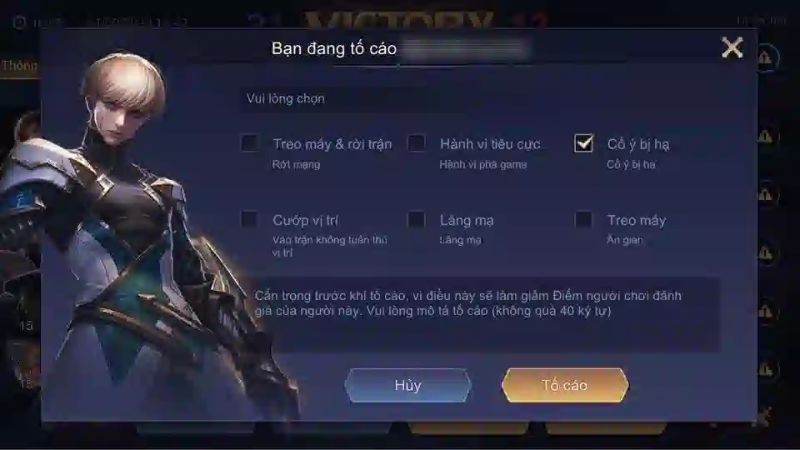 VICTORY
Bạn đang tố cáo
Thông
Vui lòng chọn
Treo máy & rời trận
Hành vi tiêu cực
Cố ý bị hạ
Rớt mạng
Hành vi phá game
Cố ý bị hạ
Cướp vị trí
Lăng mạ
Treo máy
Vào trận không tuân thủ
Lăng mạ
Ăn gian
vị trí
Cẩn trọng trước khi tố cáo, vì điều này sẽ làm giảm Điểm người chơi đánh
giá của người này. Vui lòng mô tả tố cáo (không quá 40 ký tự)
15
15
Hủy
Tố cáo